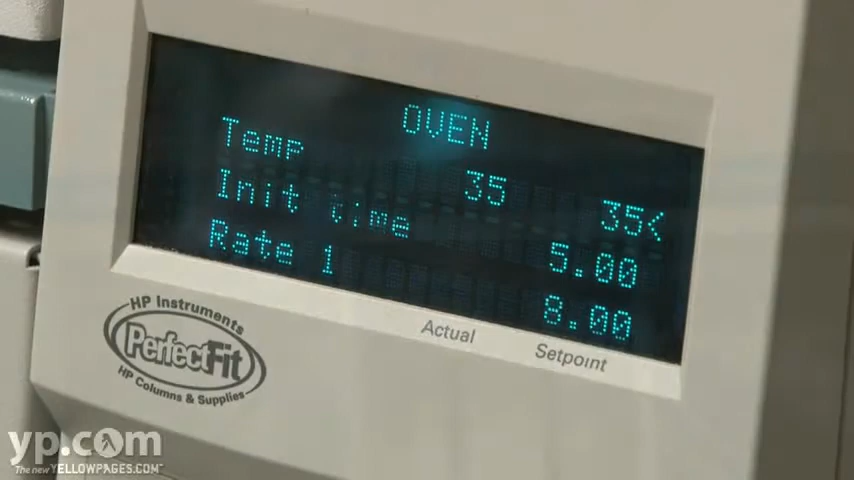 OVEN
Temp 35 35<
Init time 5.00
Rate 1 8.00
Actual Setpoint
HP Instruments
PerfectFit
HP Columns & Supplies
yp.com
The new YELLOWPAGES.COM™